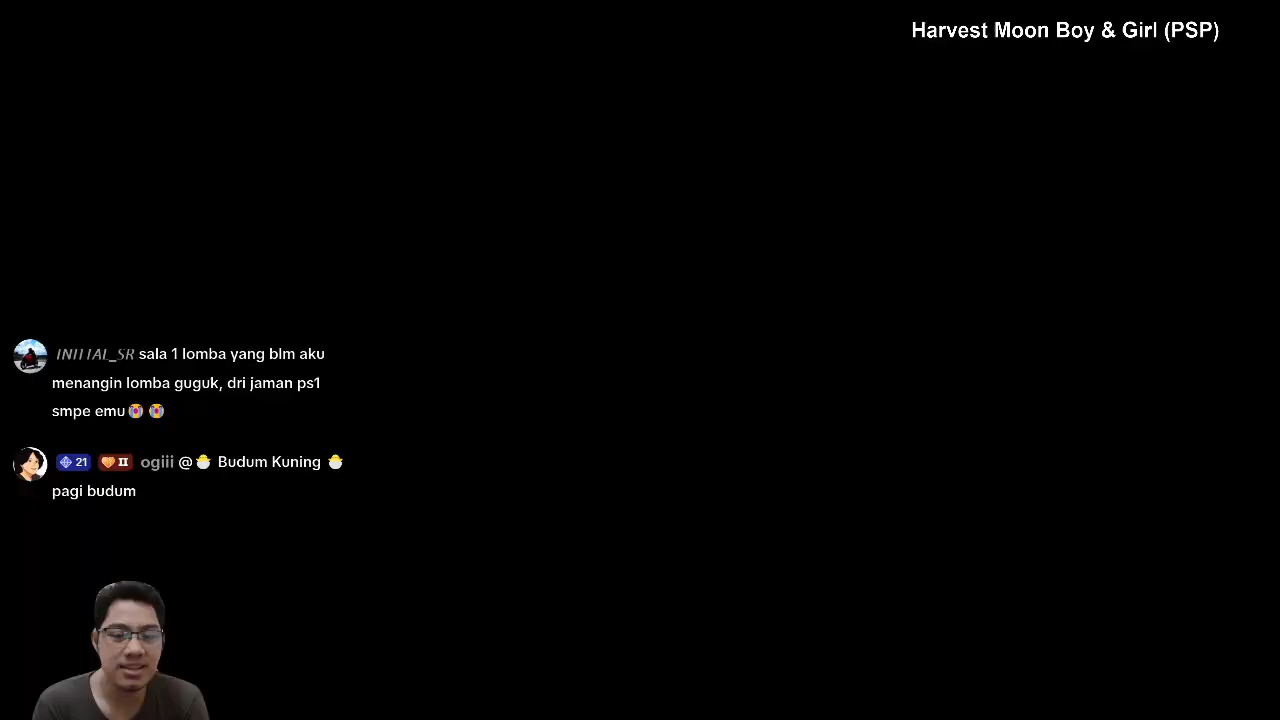 Harvest Moon Boy & Girl (PSP)
INITIAL_SR sala 1 lomba yang blm aku
menangin lomba guguk, dri jaman ps1
smpe emu😭😭
21 II ogiii @🐣 Budum Kuning 🐣
pagi budum